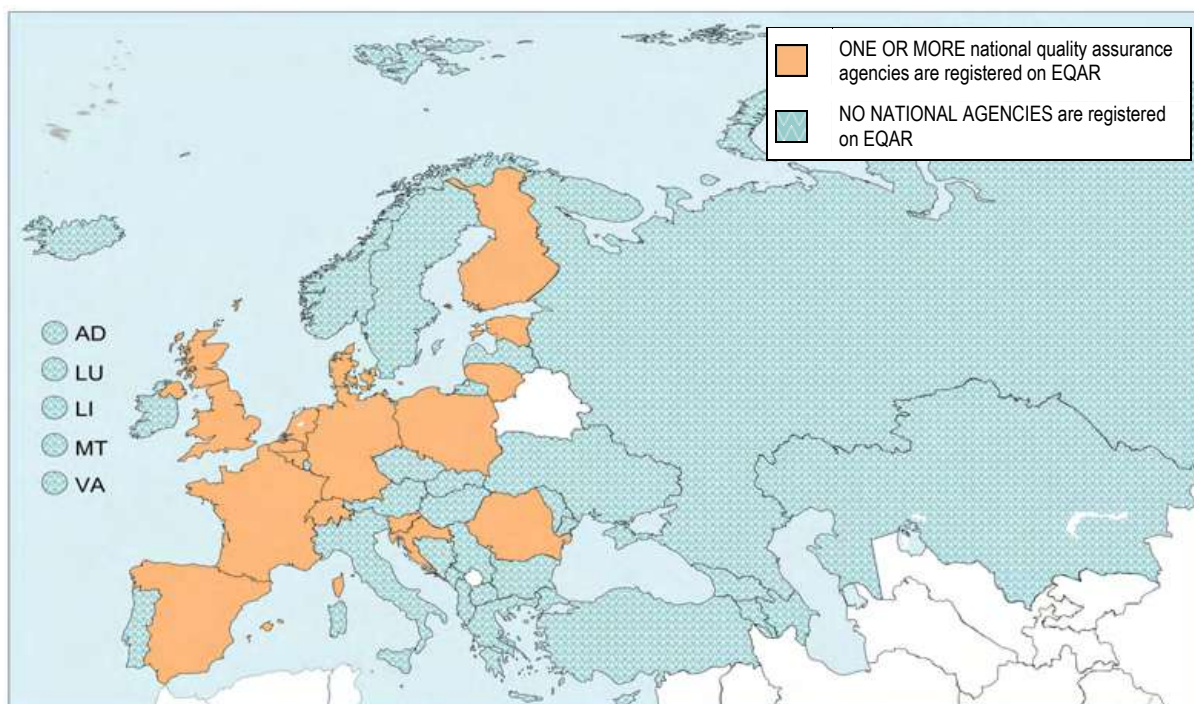 ONE OR MORE national quality assurance
agencies are registered on EQAR
NO NATIONAL AGENCIES are registered
on EQAR
AD
LU
LI
MT
VA